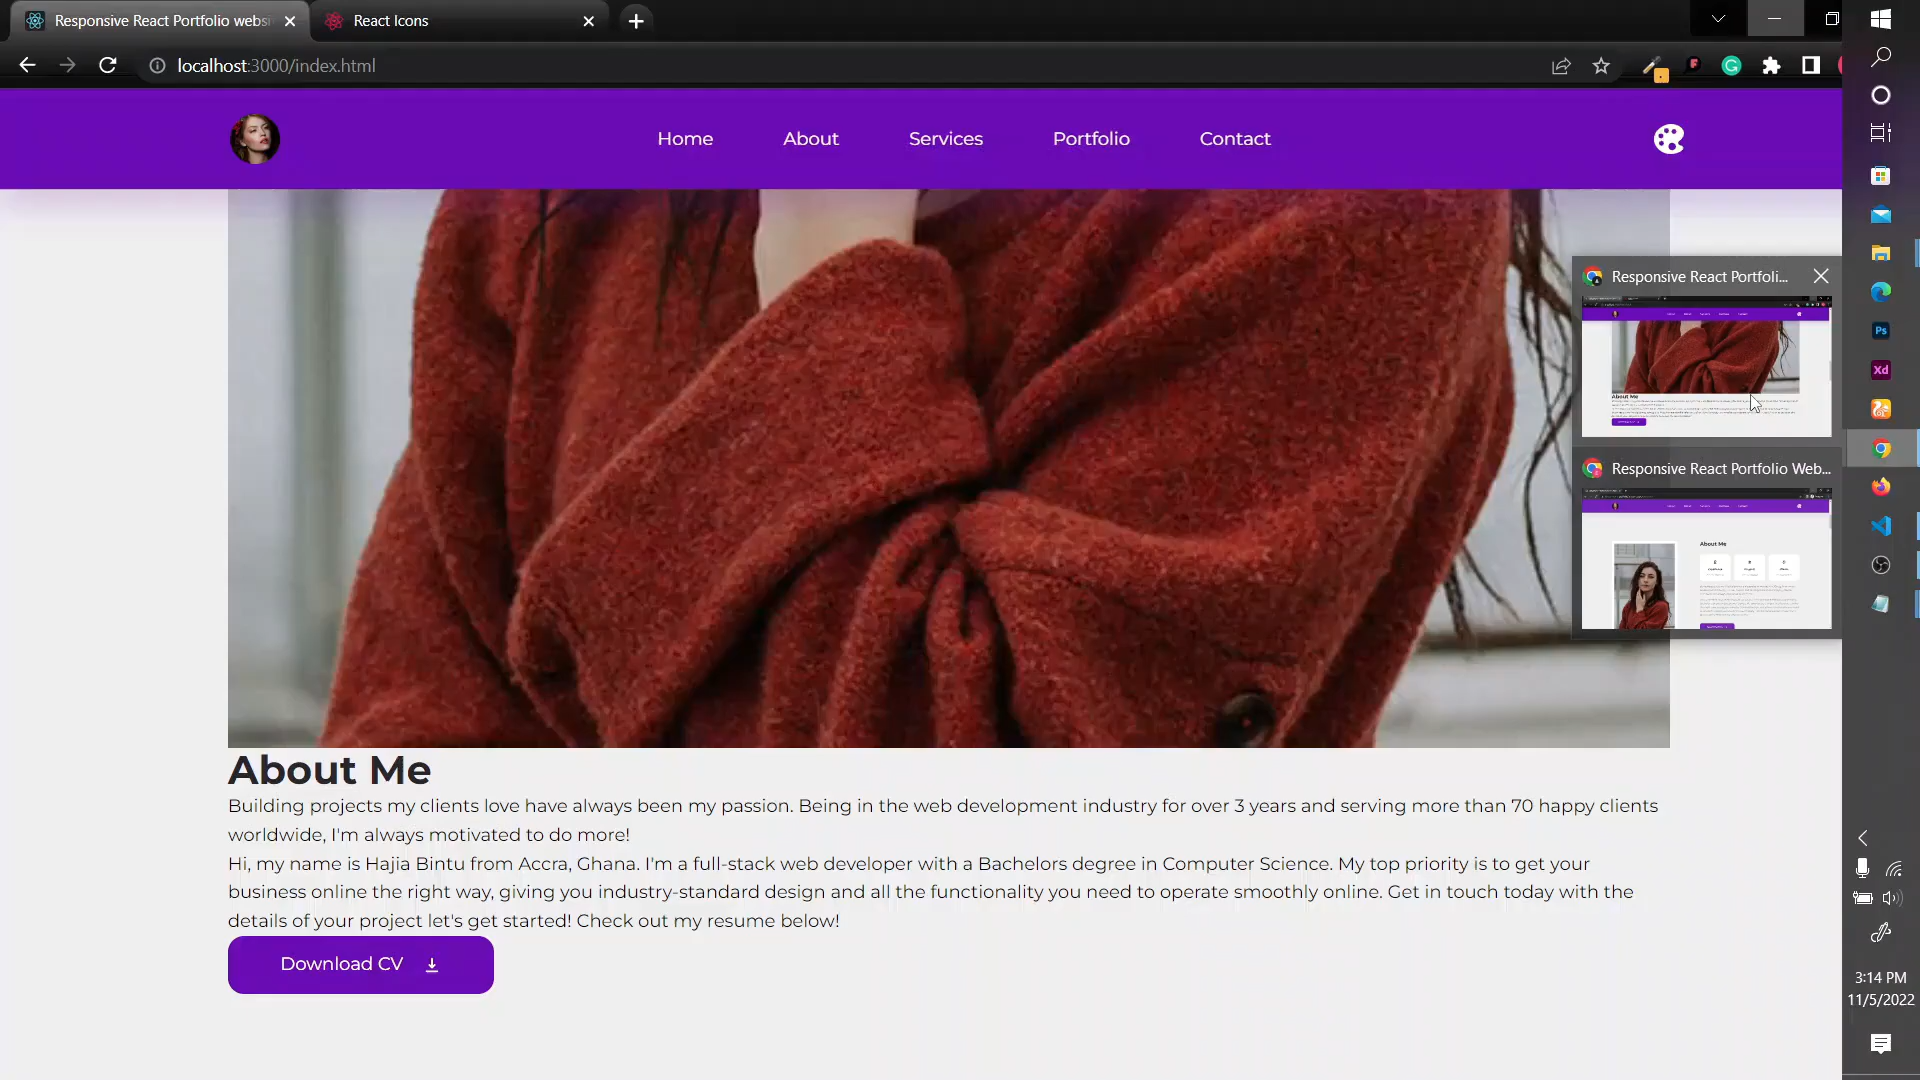 Responsive React Portfolio websi
React Icons
localhost:3000/index.html
Home
About
Services
Portfolio
Contact
Responsive React Portfoli...
About Me
Responsive React Portfolio Web...
About Me
Ps
Xd
About Me
Building projects my clients love have always been my passion. Being in the web development industry for over 3 years and serving more than 70 happy clients
worldwide, I'm always motivated to do more!
Hi, my name is Hajia Bintu from Accra, Ghana. I'm a full-stack web developer with a Bachelors degree in Computer Science. My top priority is to get your
business online the right way, giving you industry-standard design and all the functionality you need to operate smoothly online. Get in touch today with the
details of your project let's get started! Check out my resume below!
Download CV
3:14 PM
11/5/2022